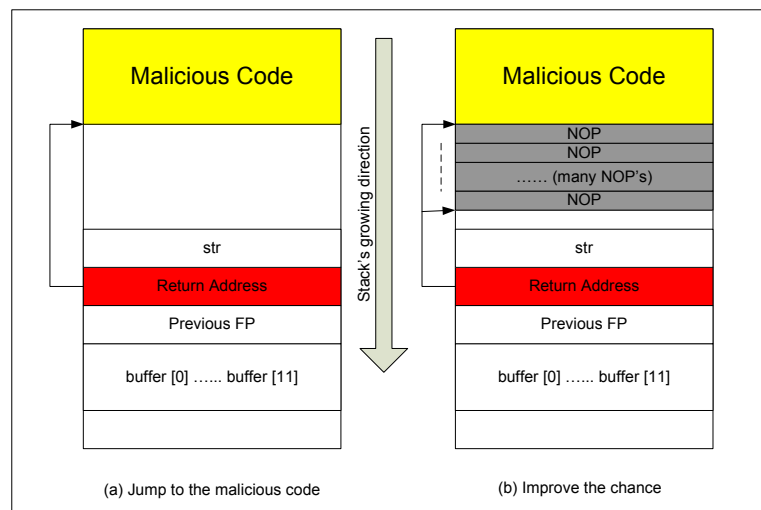 Malicious Code
str
Return Address
Previous FP
buffer [0] …... buffer [11]
(a) Jump to the malicious code
Stack's growing direction
Malicious Code
NOP
NOP
…... (many NOP's)
NOP
str
Return Address
Previous FP
buffer [0] …... buffer [11]
(b) Improve the chance